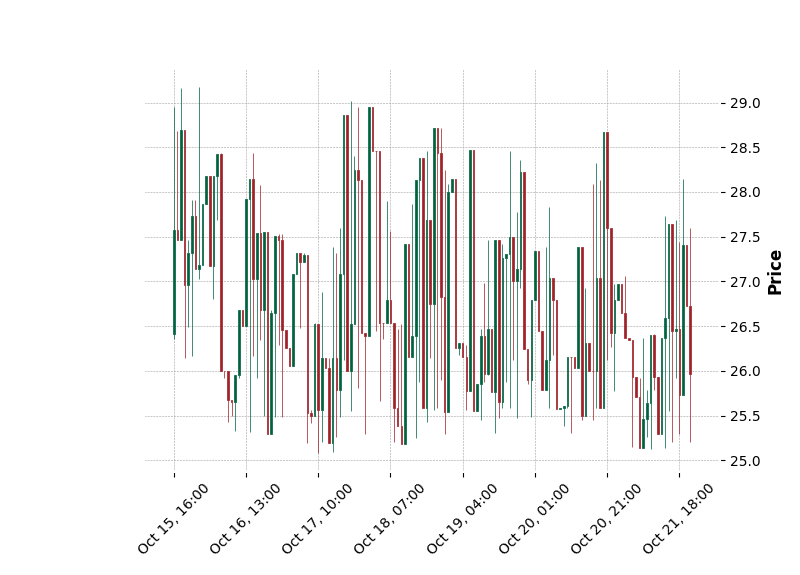 29.0
28.5
28.0
27.5
27.0
26.5
26.0
25.5
25.0
Price
Oct 15, 16:00
Oct 16, 13:00
Oct 17, 10:00
Oct 18, 07:00
Oct 19, 04:00
Oct 20, 01:00
Oct 20, 21:00
Oct 21, 18:00